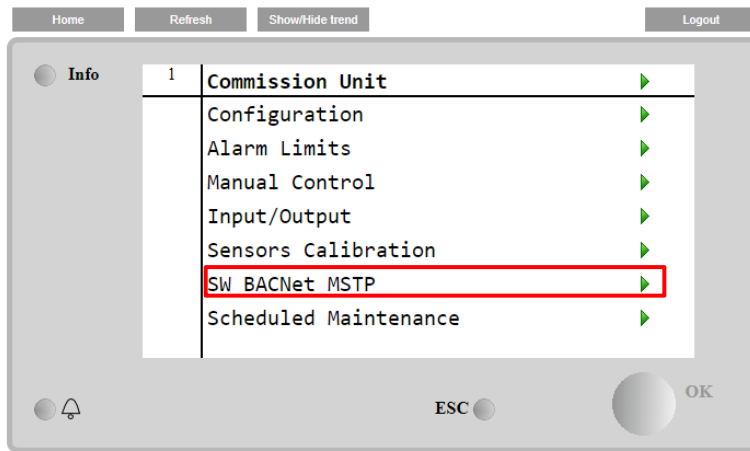 Home Refresh Show/Hide trend Logout
Info
1 Commission Unit
Configuration
Alarm Limits
Manual Control
Input/Output
Sensors Calibration
SW BACNet MSTP
Scheduled Maintenance
ESC OK